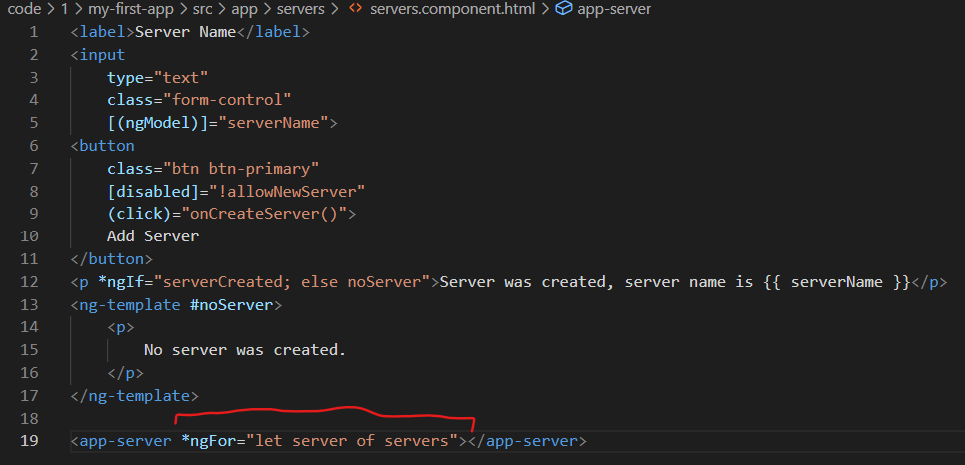 code > 1 > my-first-app > src > app > servers > <> servers.component.html > app-server
1 <label>Server Name</label>
2 <input
3     type="text"
4     class="form-control"
5     [(ngModel)]="serverName">
6 <button
7     class="btn btn-primary"
8     [disabled]="!allowNewServer"
9     (click)="onCreateServer()">
10     Add Server
11 </button>
12 <p *ngIf="serverCreated; else noServer">Server was created, server name is {{ serverName }}</p>
13 <ng-template #noServer>
14     <p>
15         No server was created.
16     </p>
17 </ng-template>
18
19 <app-server *ngFor="let server of servers"></app-server>